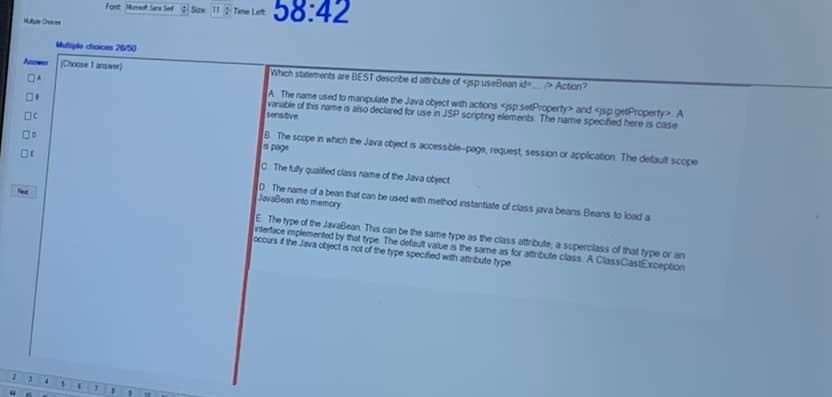 Font: Microsoft Sans Serif Size: 11 Time Left: 58:42
Multiple Choices
Multiple choices 26/50
Answer
(Choose 1 answer)
A
B
C
D
E
Next
Which statements are BEST describe id attribute of <jsp:useBean id=.... /> Action?
A. The name used to manipulate the Java object with actions <jsp:setProperty> and <jsp:getProperty>. A
variable of this name is also declared for use in JSP scripting elements. The name specified here is case
sensitive.
B. The scope in which the Java object is accessible--page, request, session or application. The default scope
is page
C. The fully qualified class name of the Java object
D. The name of a bean that can be used with method instantiate of class java.beans.Beans to load a
JavaBean into memory.
E. The type of the JavaBean. This can be the same type as the class attribute, a superclass of that type or an
interface implemented by that type. The default value is the same as for attribute class. A ClassCastException
occurs if the Java object is not of the type specified with attribute type.
2 3 4 5 6 7 8 9 10
44 45